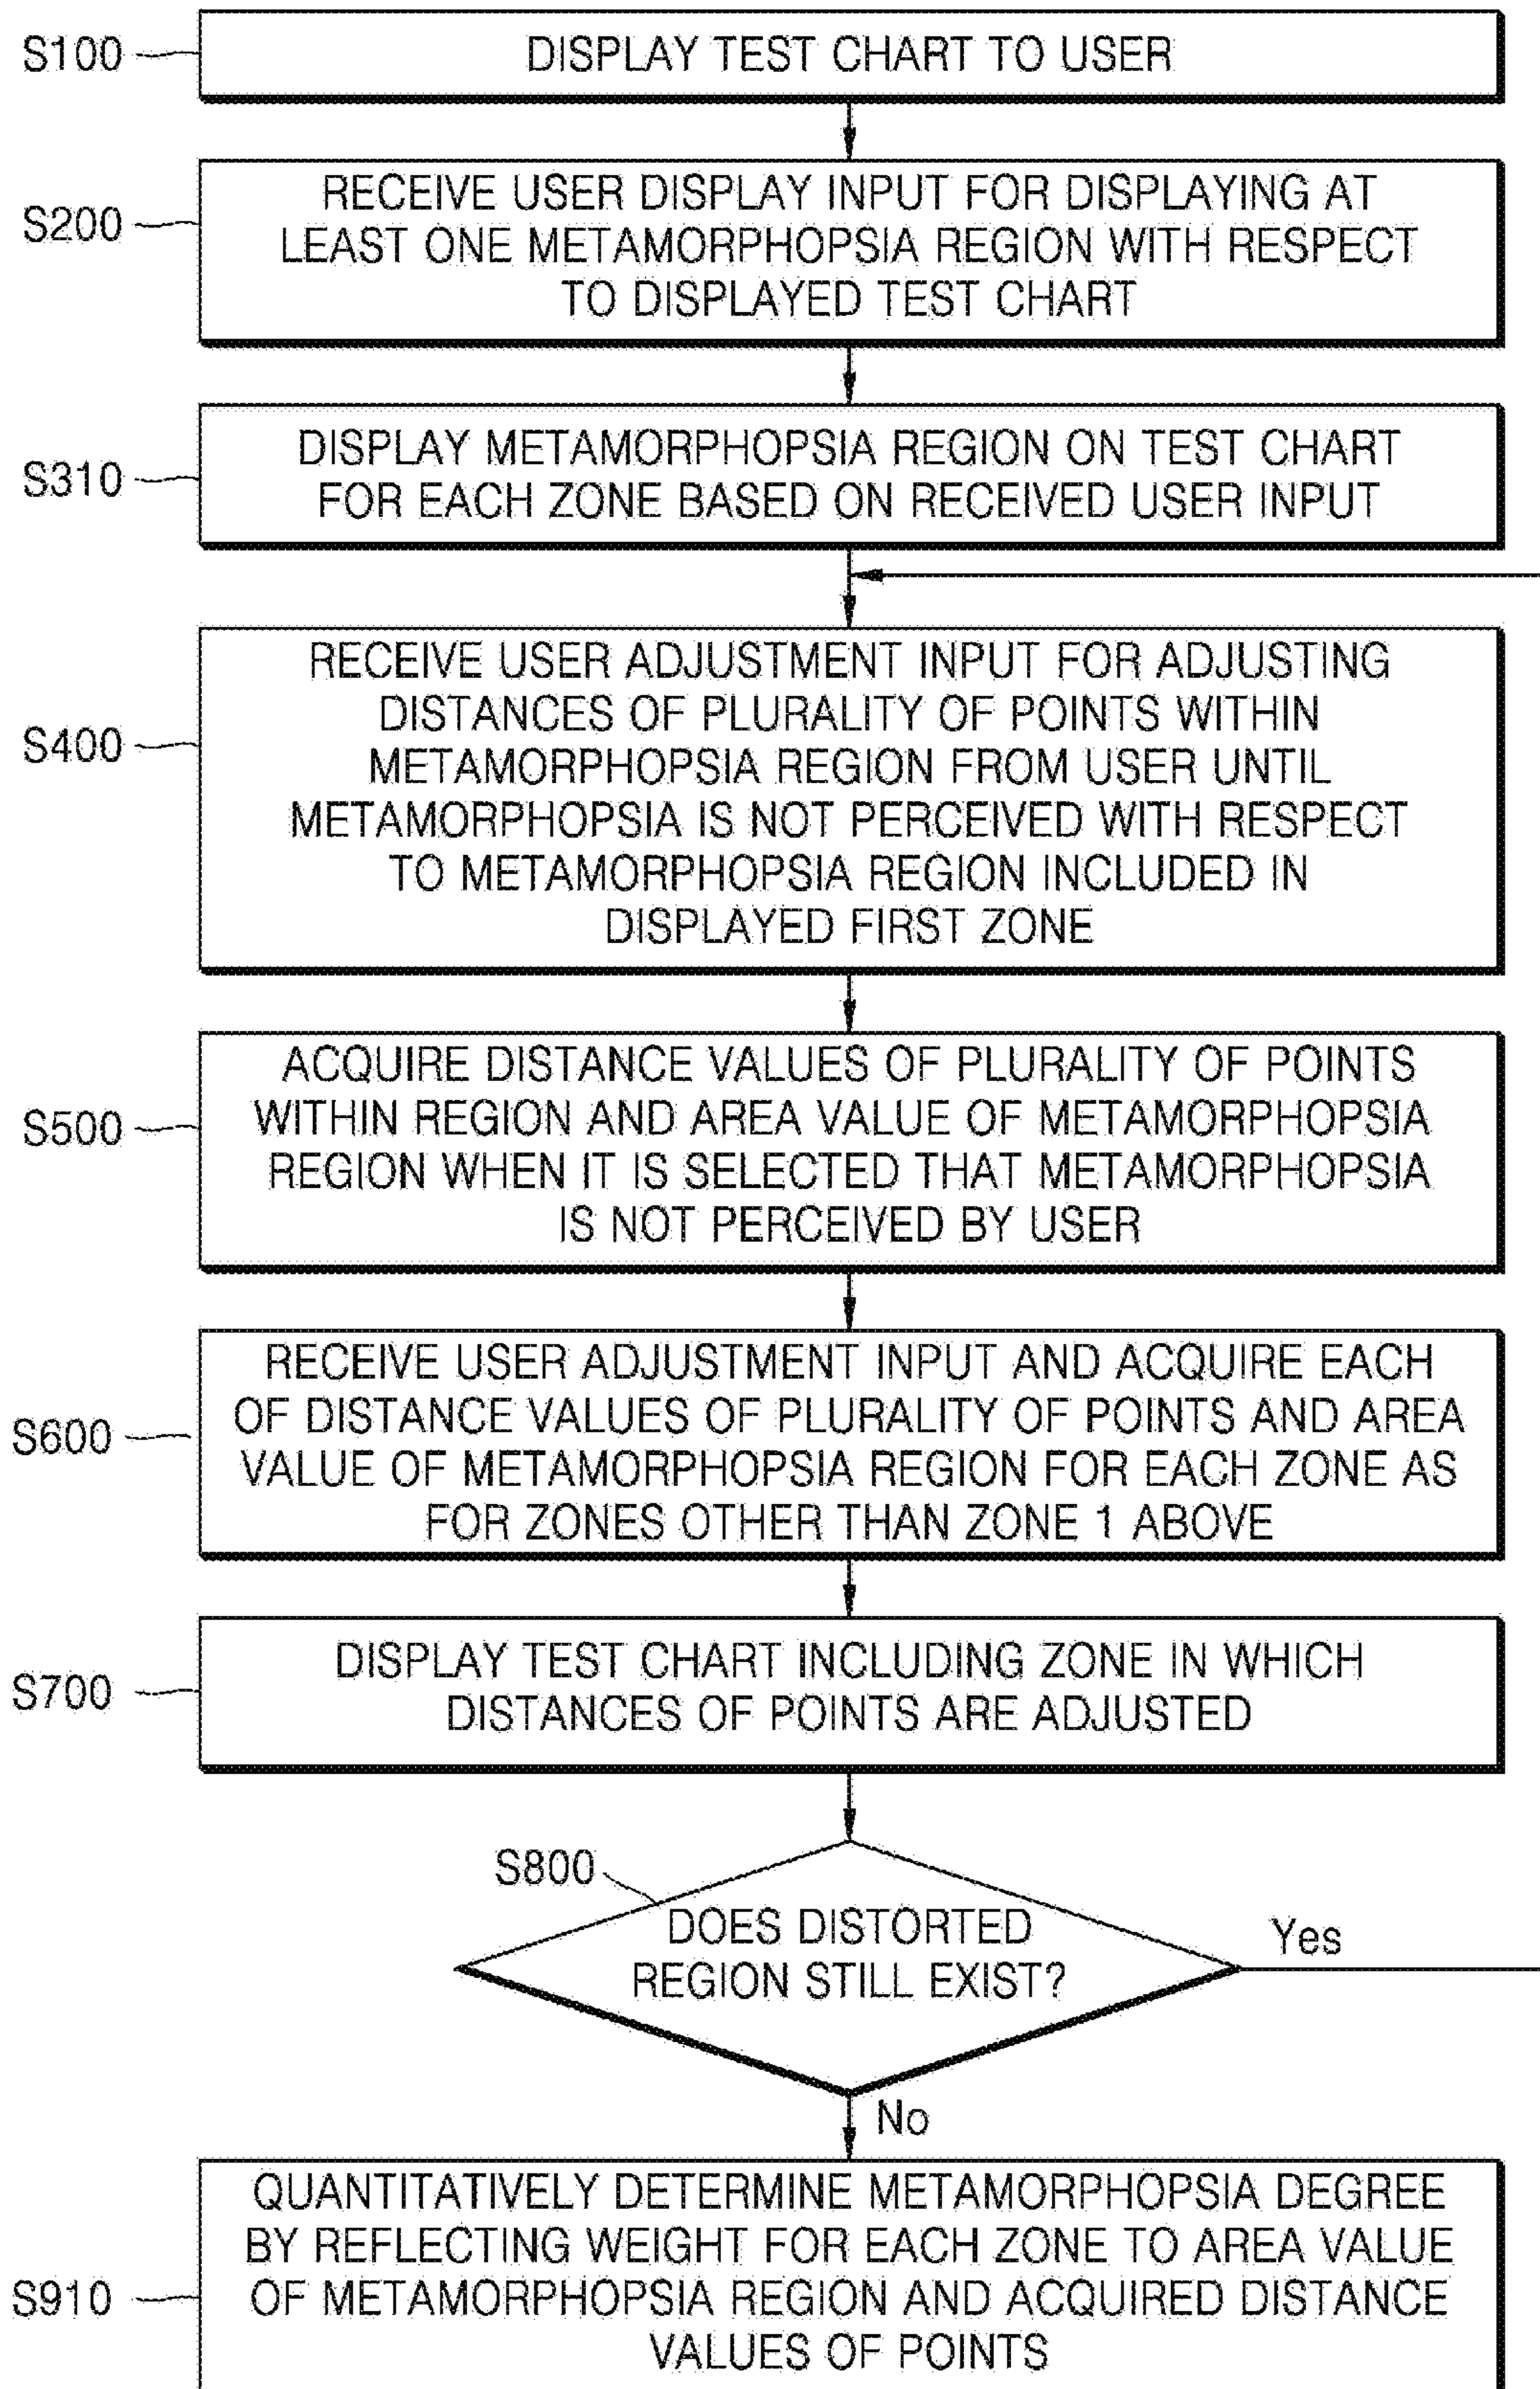 S100
DISPLAY TEST CHART TO USER
S200
RECEIVE USER DISPLAY INPUT FOR DISPLAYING AT
LEAST ONE METAMORPHOPSIA REGION WITH RESPECT
TO DISPLAYED TEST CHART
S310
DISPLAY METAMORPHOPSIA REGION ON TEST CHART
FOR EACH ZONE BASED ON RECEIVED USER INPUT
S400
RECEIVE USER ADJUSTMENT INPUT FOR ADJUSTING
DISTANCES OF PLURALITY OF POINTS WITHIN
METAMORPHOPSIA REGION FROM USER UNTIL
METAMORPHOPSIA IS NOT PERCEIVED WITH RESPECT
TO METAMORPHOPSIA REGION INCLUDED IN
DISPLAYED FIRST ZONE
S500
ACQUIRE DISTANCE VALUES OF PLURALITY OF POINTS
WITHIN REGION AND AREA VALUE OF METAMORPHOPSIA
REGION WHEN IT IS SELECTED THAT METAMORPHOPSIA
IS NOT PERCEIVED BY USER
S600
RECEIVE USER ADJUSTMENT INPUT AND ACQUIRE EACH
OF DISTANCE VALUES OF PLURALITY OF POINTS AND AREA
VALUE OF METAMORPHOPSIA REGION FOR EACH ZONE AS
FOR ZONES OTHER THAN ZONE 1 ABOVE
S700
DISPLAY TEST CHART INCLUDING ZONE IN WHICH
DISTANCES OF POINTS ARE ADJUSTED
S800
DOES DISTORTED
REGION STILL EXIST?
Yes
No
S910
QUANTITATIVELY DETERMINE METAMORPHOPSIA DEGREE
BY REFLECTING WEIGHT FOR EACH ZONE TO AREA VALUE
OF METAMORPHOPSIA REGION AND ACQUIRED DISTANCE
VALUES OF POINTS